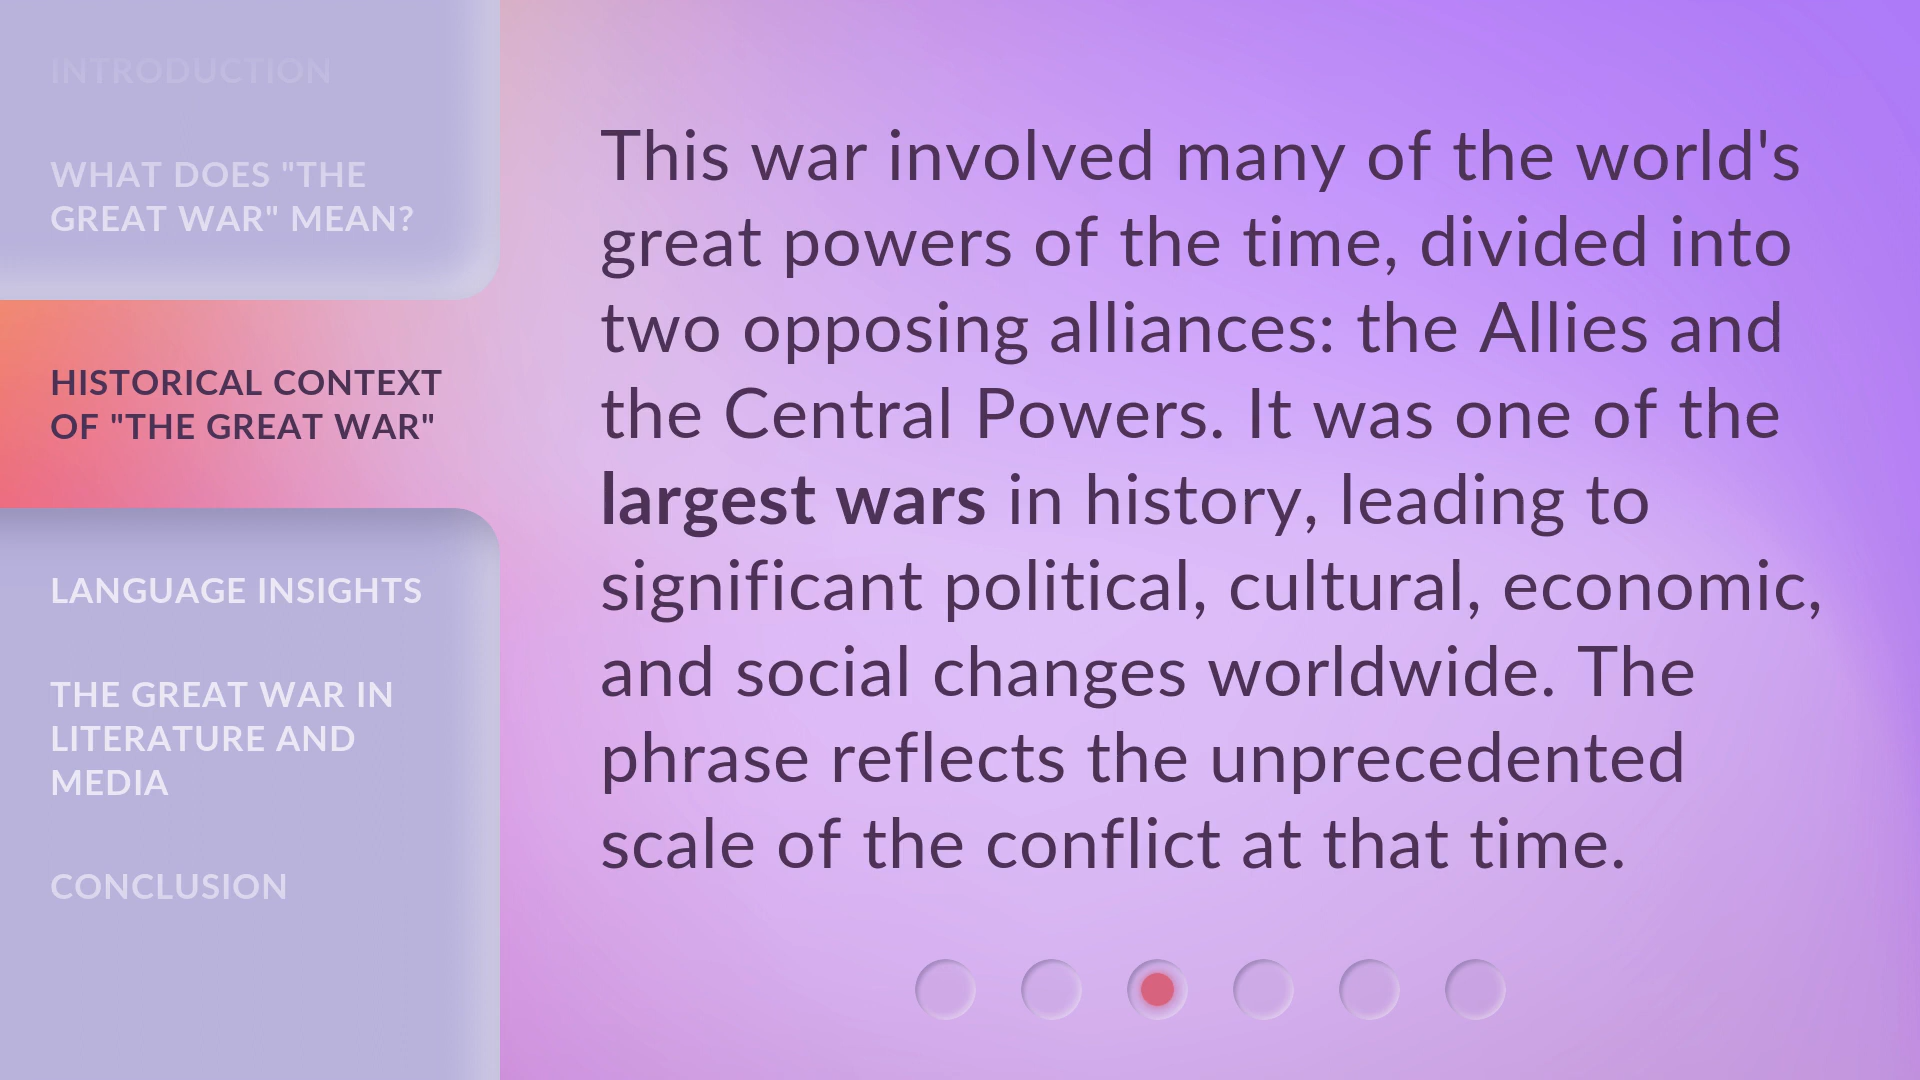 INTRODUCTION
WHAT DOES "THE
GREAT WAR" MEAN?
HISTORICAL CONTEXT
OF "THE GREAT WAR"
LANGUAGE INSIGHTS
THE GREAT WAR IN
LITERATURE AND
MEDIA
CONCLUSION
This war involved many of the world's
great powers of the time, divided into
two opposing alliances: the Allies and
the Central Powers. It was one of the
largest wars in history, leading to
significant political, cultural, economic,
and social changes worldwide. The
phrase reflects the unprecedented
scale of the conflict at that time.